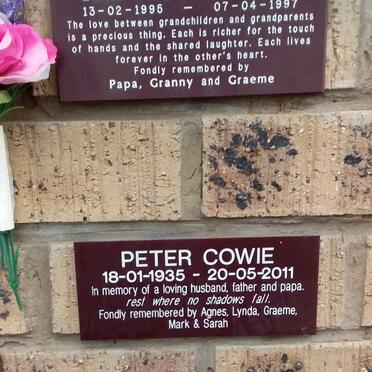 13-02-1995 — 07-04-1997
The love between grandchildren and grandparents
is a precious thing. Each is richer for the touch
of hands and the shared laughter. Each lives
forever in the other's heart.
Fondly remembered by
Papa, Granny and Graeme
PETER COWIE
18-01-1935 - 20-05-2011
In memory of a loving husband, father and papa.
rest where no shadows fall.
Fondly remembered by Agnes, Lynda, Graeme,
Mark & Sarah